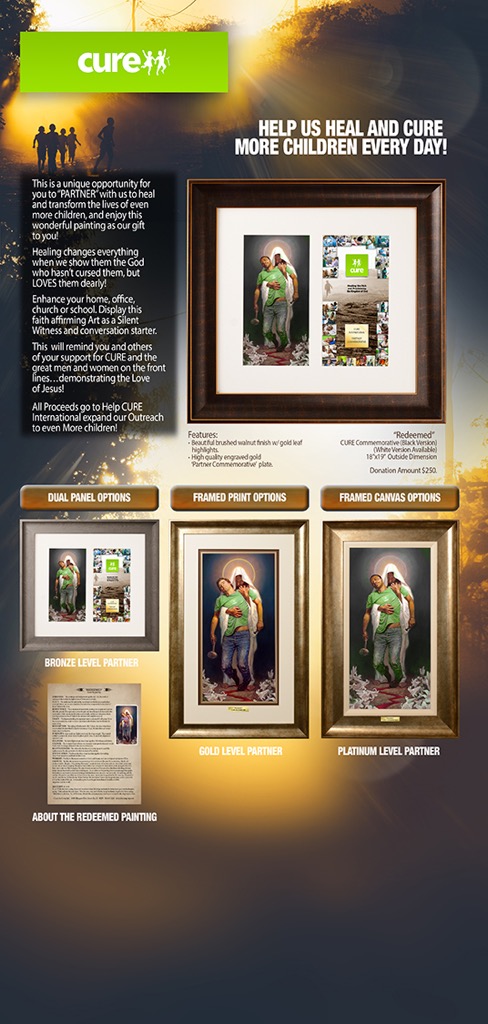 cure
HELP US HEAL AND CURE
MORE CHILDREN EVERY DAY!
This is a unique opportunity for
you to "PARTNER" with us to heal
and transform the lives of even
more children, and enjoy this
wonderful painting as our gift
to you!
Healing changes everything
when we show them the God
who hasn't cursed them, but
LOVES them dearly!
Enhance your home, office,
church or school. Display this
faith affirming Art as a Silent
Witness and conversation starter.
This will remind you and others
of your support for CURE and the
great men and women on the front
lines…demonstrating the Love
of Jesus!
All Proceeds go to Help CURE
International expand our Outreach
to even More children!
cure
Features:
• Beautiful brushed walnut finish w/ gold leaf
highlights.
• High quality engraved gold
'Partner Commemorative' plate.
"Redeemed"
CURE Commemorative (Black Version)
(White Version Available)
18"x19" Outside Dimension
Donation Amount $250.
DUAL PANEL OPTIONS
FRAMED PRINT OPTIONS
FRAMED CANVAS OPTIONS
BRONZE LEVEL PARTNER
GOLD LEVEL PARTNER
PLATINUM LEVEL PARTNER
ABOUT THE REDEEMED PAINTING